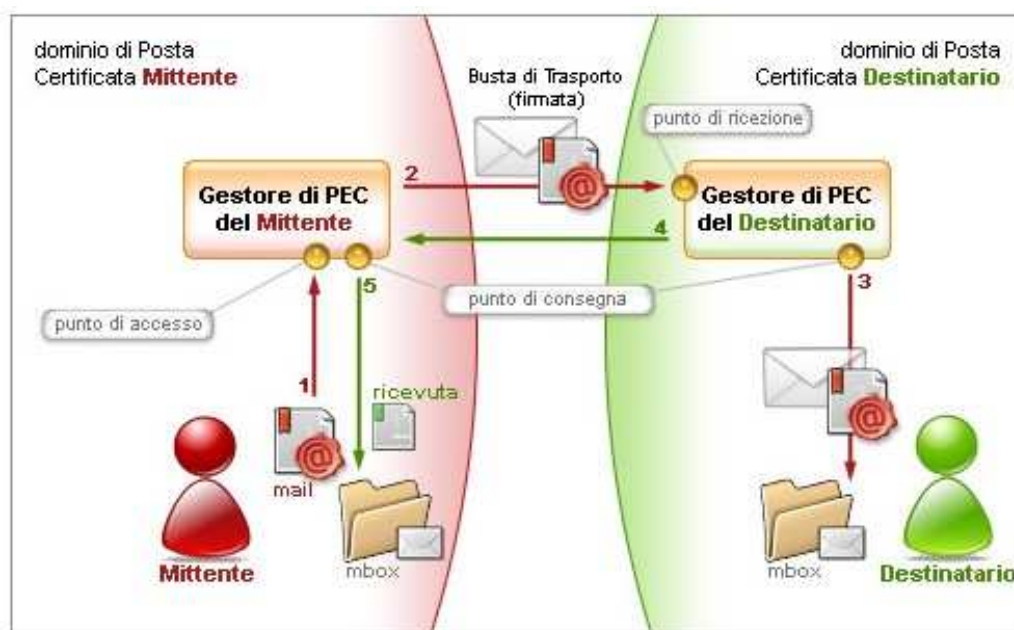 dominio di Posta
Certificata Mittente
Busta di Trasporto
(firmata)
dominio di Posta
Certificata Destinatario
punto di ricezione
2
Gestore di PEC
del Mittente
Gestore di PEC
del Destinatario
4
5
3
punto di consegna
punto di accesso
1
ricevuta
@
@
@
mail
mbox
mbox
Mittente
Destinatario